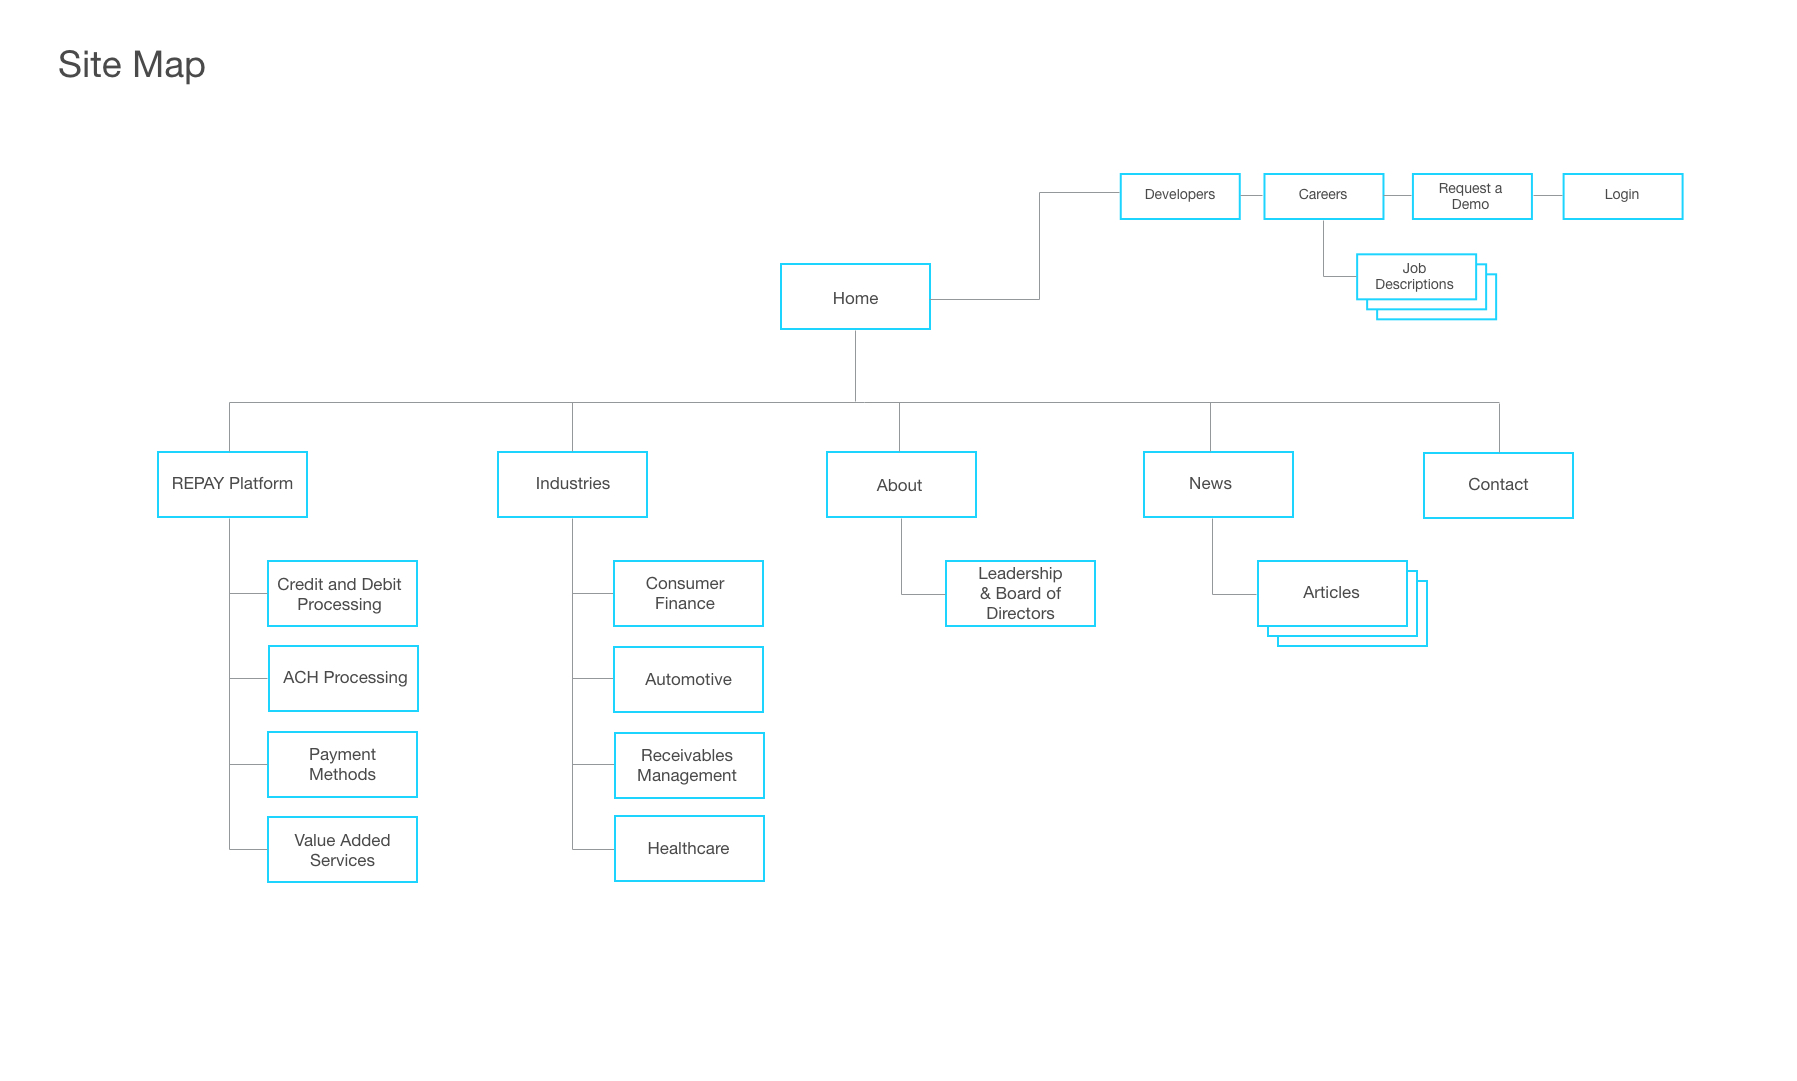 Site Map
Developers
Careers
Request a
Demo
Login
Job
Descriptions
Home
REPAY Platform
Industries
About
News
Contact
Credit and Debit
Processing
ACH Processing
Payment
Methods
Value Added
Services
Consumer
Finance
Automotive
Receivables
Management
Healthcare
Leadership
& Board of
Directors
Articles